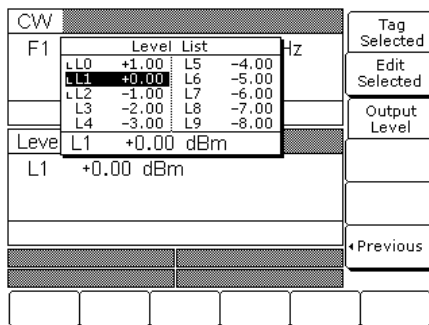 CW
F1 Hz
Level List
LL0 +1.00 L5 -4.00
LL1 +0.00 L6 -5.00
LL2 -1.00 L7 -6.00
L3 -2.00 L8 -7.00
L4 -3.00 L9 -8.00
L1 +0.00 dBm
Leve
L1 +0.00 dBm
Tag
Selected
Edit
Selected
Output
Level
Previous